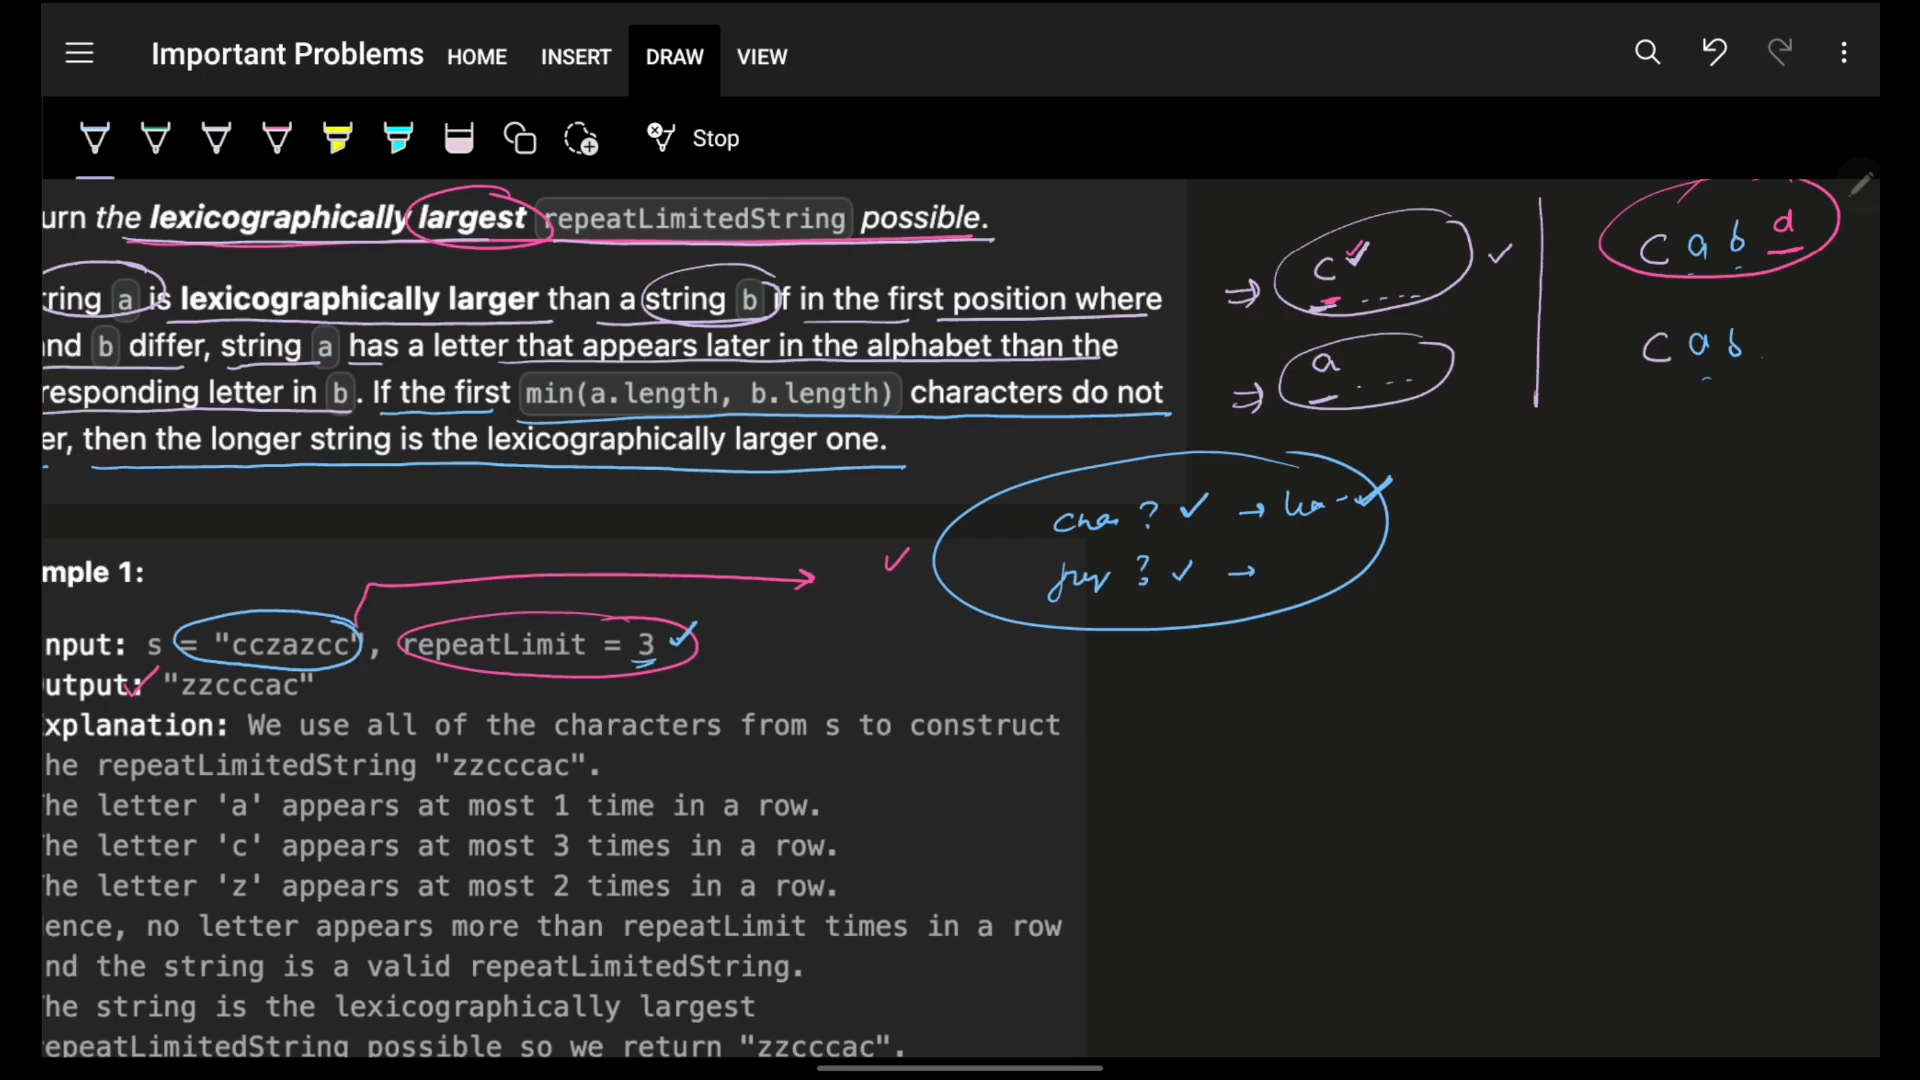 Important Problems HOME INSERT DRAW VIEW
Stop
urn the lexicographically largest repeatLimitedString possible.
ring a is lexicographically larger than a string b if in the first position where
nd b differ, string a has a letter that appears later in the alphabet than the
responding letter in b. If the first min(a.length, b.length) characters do not
er, then the longer string is the lexicographically larger one.
c
a
c a b d
c a b
char ? ✓ →
freq ? ✓ →
mple 1:
nput: s = "cczazcc", repeatLimit = 3
utput: "zzcccac"
xplanation: We use all of the characters from s to construct
he repeatLimitedString "zzcccac".
he letter 'a' appears at most 1 time in a row.
he letter 'c' appears at most 3 times in a row.
he letter 'z' appears at most 2 times in a row.
ence, no letter appears more than repeatLimit times in a row
nd the string is a valid repeatLimitedString.
he string is the lexicographically largest
epeatLimitedString possible so we return "zzcccac".